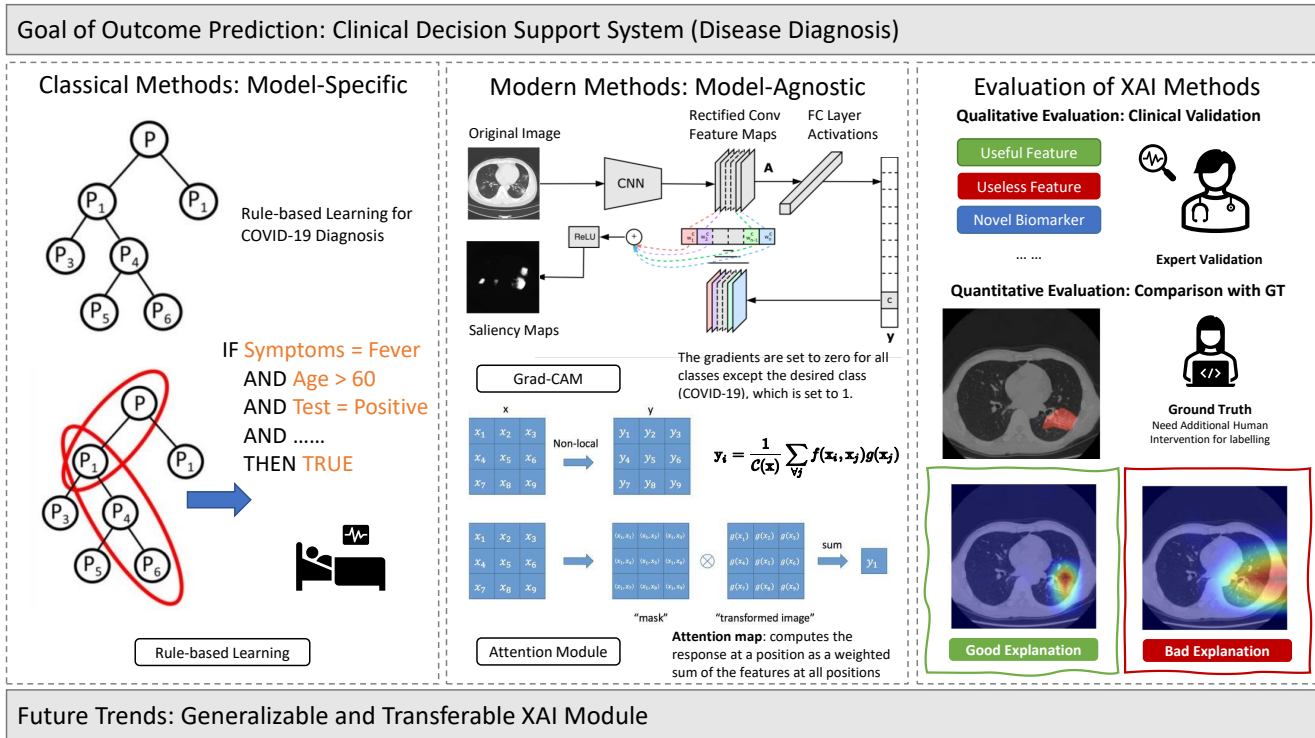 Goal of Outcome Prediction: Clinical Decision Support System (Disease Diagnosis)
Classical Methods: Model-Specific
P
P₁
P₁
P₃
P₄
P₅
P₆
Rule-based Learning for
COVID-19 Diagnosis
P
P₁
P₁
P₃
P₄
P₅
P₆
IF Symptoms = Fever
AND Age > 60
AND Test = Positive
AND ......
THEN TRUE
Rule-based Learning
Modern Methods: Model-Agnostic
Original Image
Rectified Conv
Feature Maps
FC Layer
Activations
CNN
A
ReLU
+
C
y
Saliency Maps
Grad-CAM
The gradients are set to zero for all
classes except the desired class
(COVID-19), which is set to 1.
x
x₁ x₂ x₃
x₄ x₅ x₆
x₇ x₈ x₉
Non-local
y
y₁ y₂ y₃
y₄ y₅ y₆
y₇ y₈ y₉
yᵢ = 1/C(x) ∑∀j f(xᵢ, xⱼ)g(xⱼ)
x₁ x₂ x₃
x₄ x₅ x₆
x₇ x₈ x₉
"mask"
⊗
"transformed image"
sum
y₁
Attention Module
Attention map: computes the
response at a position as a weighted
sum of the features at all positions
Evaluation of XAI Methods
Qualitative Evaluation: Clinical Validation
Useful Feature
Useless Feature
Novel Biomarker
... ...
Expert Validation
Quantitative Evaluation: Comparison with GT
Ground Truth
Need Additional Human
Intervention for labelling
Good Explanation
Bad Explanation
Future Trends: Generalizable and Transferable XAI Module